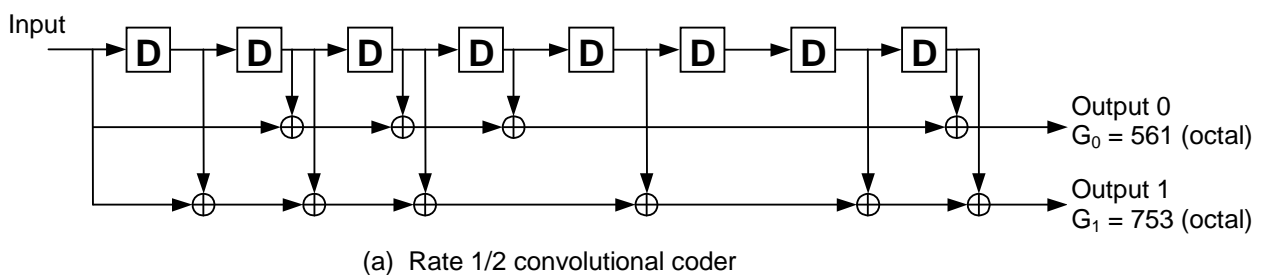 Input
D D D D D D D D
Output 0
G₀ = 561 (octal)
Output 1
G₁ = 753 (octal)
(a) Rate 1/2 convolutional coder